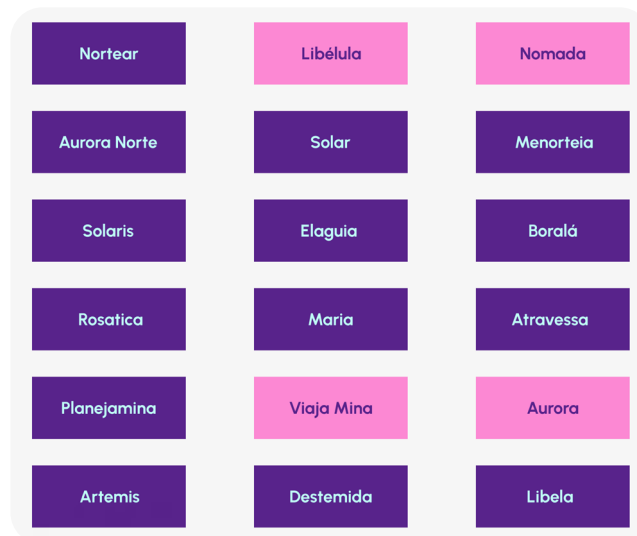 Nortear
Libélula
Nomada
Aurora Norte
Solar
Menorteia
Solaris
Elaguia
Boralá
Rosatica
Maria
Atravessa
Planejamina
Viaja Mina
Aurora
Artemis
Destemida
Libela